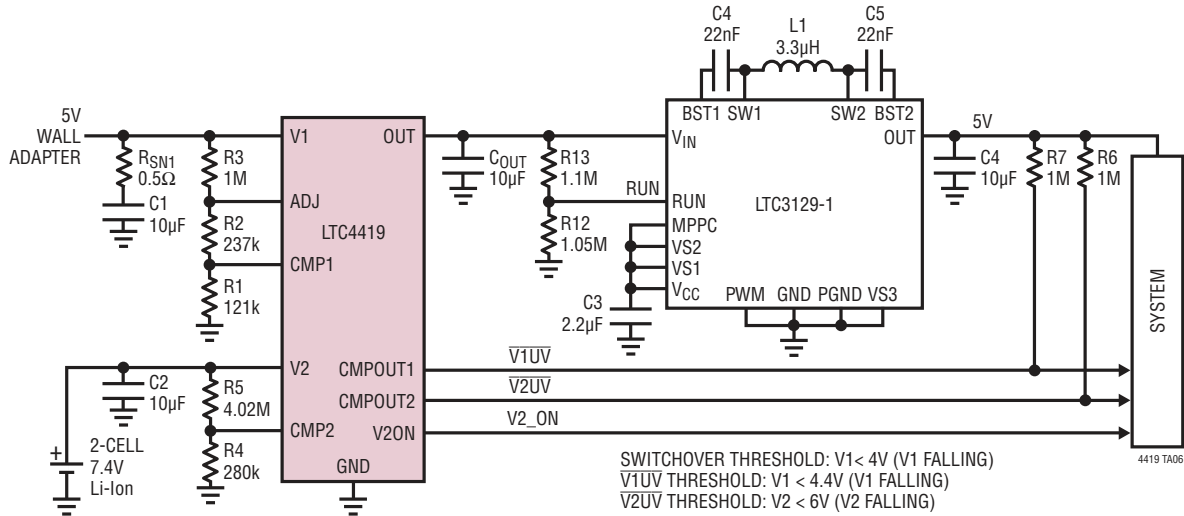 C4
22nF
L1
3.3µH
C5
22nF
BST1 SW1 SW2 BST2
5V
WALL
ADAPTER
RSN1
0.5Ω
C1
10µF
R3
1M
R2
237k
R1
121k
V1
ADJ
CMP1
OUT
LTC4419
COUT
10µF
R13
1.1M
RUN
R12
1.05M
VIN
RUN
MPPC
VS2
VS1
VCC
LTC3129-1
OUT
PWM GND PGND VS3
C3
2.2µF
5V
C4
10µF
R7
1M
R6
1M
SYSTEM
C2
10µF
R5
4.02M
R4
280k
+
2-CELL
7.4V
Li-Ion
V2
CMP2
GND
CMPOUT1
CMPOUT2
V2ON
V1UV
V2UV
V2_ON
SWITCHOVER THRESHOLD: V1< 4V (V1 FALLING)
V1UV THRESHOLD: V1 < 4.4V (V1 FALLING)
V2UV THRESHOLD: V2 < 6V (V2 FALLING)
4419 TA06